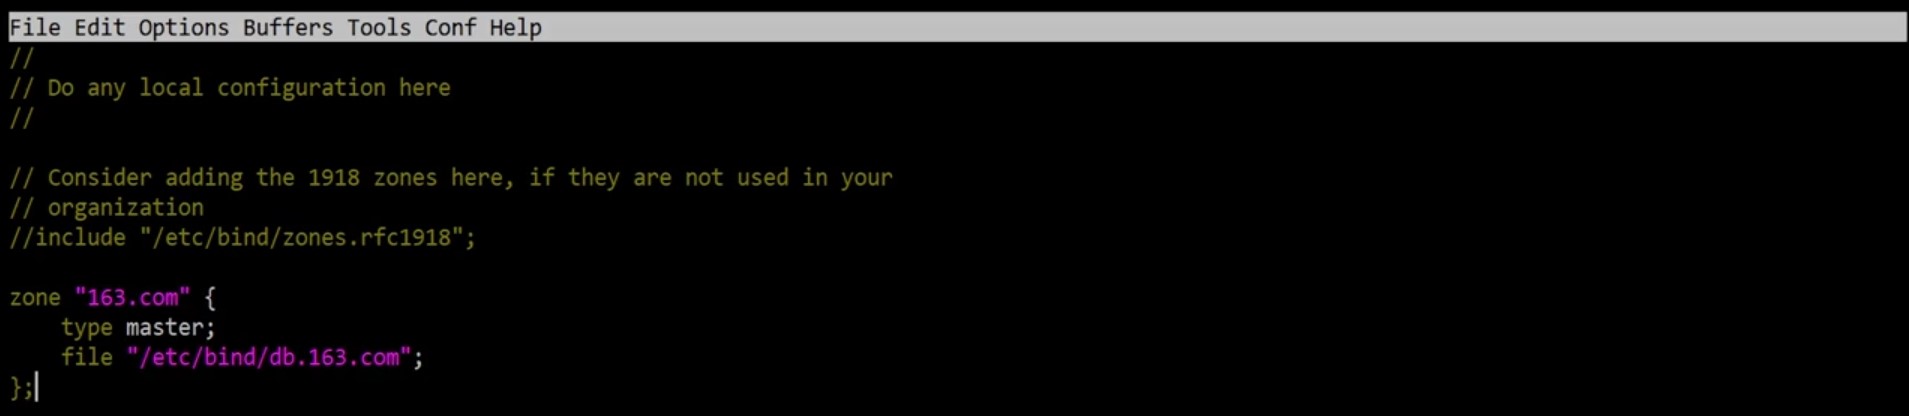 File Edit Options Buffers Tools Conf Help
//
// Do any local configuration here
//
// Consider adding the 1918 zones here, if they are not used in your
// organization
//include "/etc/bind/zones.rfc1918";
zone "163.com" {
    type master;
    file "/etc/bind/db.163.com";
};